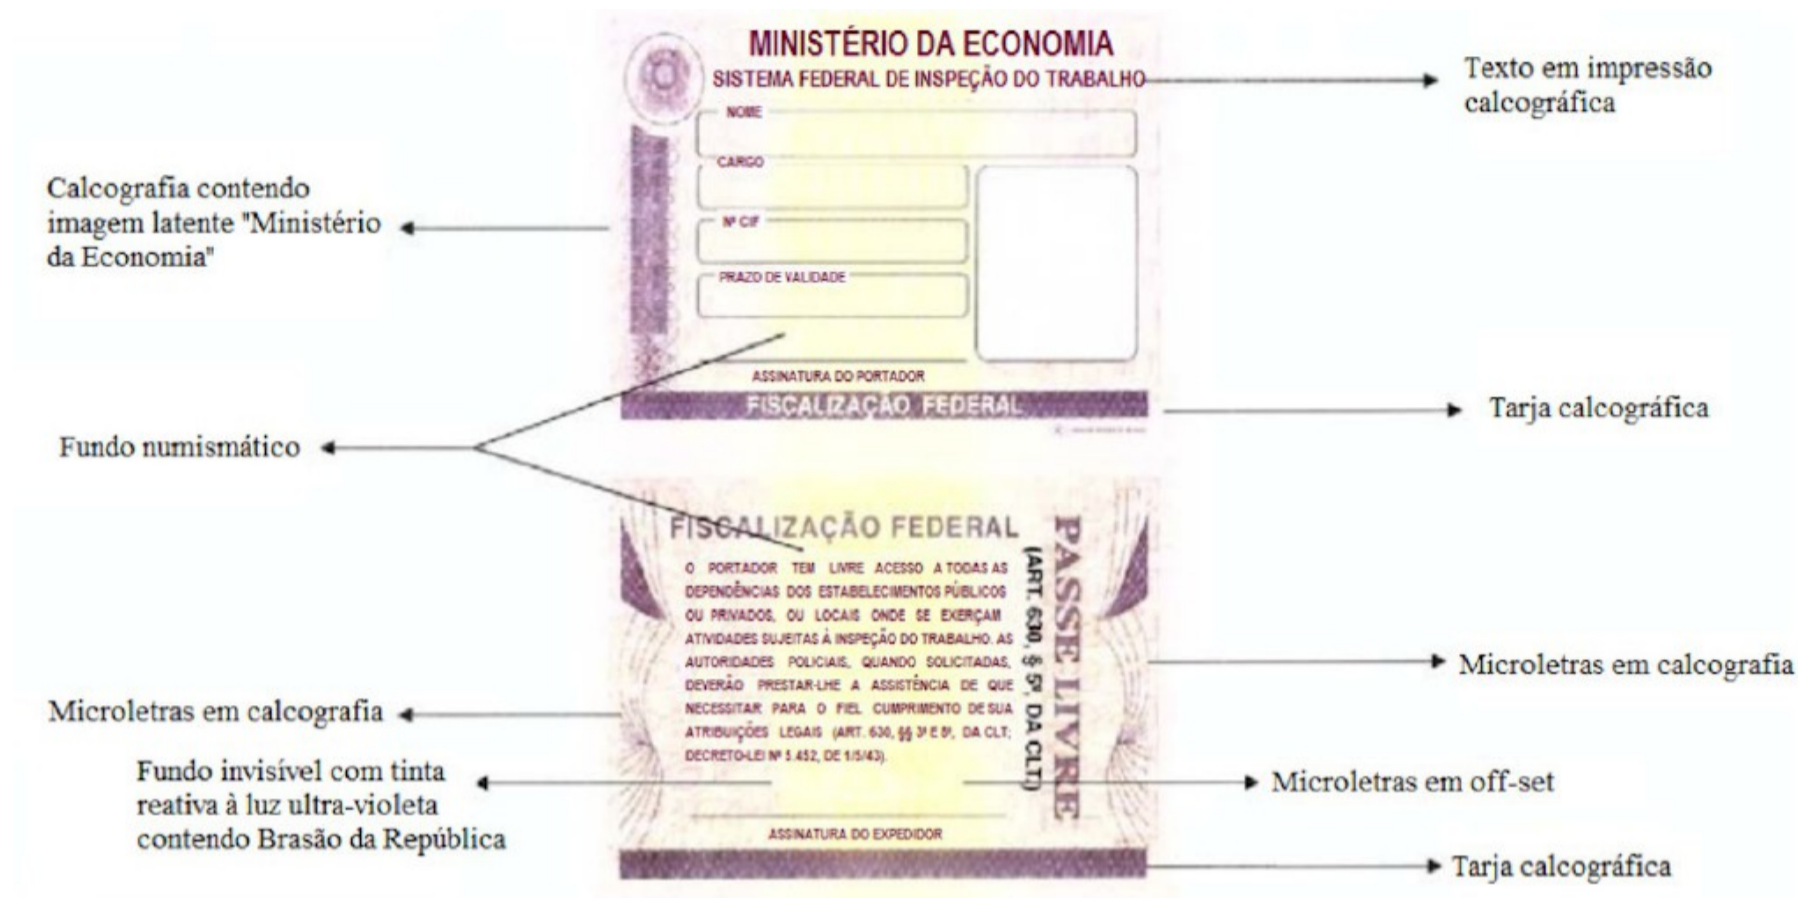 MINISTÉRIO DA ECONOMIA
SISTEMA FEDERAL DE INSPEÇÃO DO TRABALHO
Texto em impressão
calcográfica
NOME
CARGO
Nº CIF
PRAZO DE VALIDADE
Calcografia contendo
imagem latente "Ministério
da Economia"
ASSINATURA DO PORTADOR
FISCALIZAÇÃO FEDERAL
Tarja calcográfica
Fundo numismático
FISCALIZAÇÃO FEDERAL
O PORTADOR TEM LIVRE ACESSO A TODAS AS
DEPENDÊNCIAS DOS ESTABELECIMENTOS PÚBLICOS
OU PRIVADOS, OU LOCAIS ONDE SE EXERÇAM
ATIVIDADES SUJEITAS À INSPEÇÃO DO TRABALHO. AS
AUTORIDADES POLICIAIS, QUANDO SOLICITADAS,
DEVERÃO PRESTAR-LHE A ASSISTÊNCIA DE QUE
NECESSITAR PARA O FIEL CUMPRIMENTO DE SUA
ATRIBUIÇÕES LEGAIS (ART. 630, §§ 3º E 8º, DA CLT;
DECRETO-LEI Nº 5.452, DE 1/5/43).
(ART. 630, § 5º, DA CLT.)
PASSE LIVRE
Microletras em calcografia
Microletras em calcografia
Fundo invisível com tinta
reativa à luz ultra-violeta
contendo Brasão da República
Microletras em off-set
ASSINATURA DO EXPEDIDOR
Tarja calcográfica